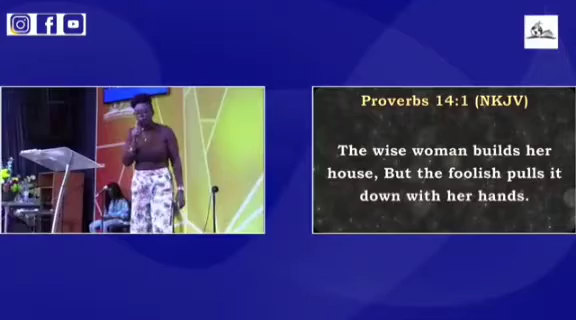 Proverbs 14:1 (NKJV)
The wise woman builds her
house, But the foolish pulls it
down with her hands.